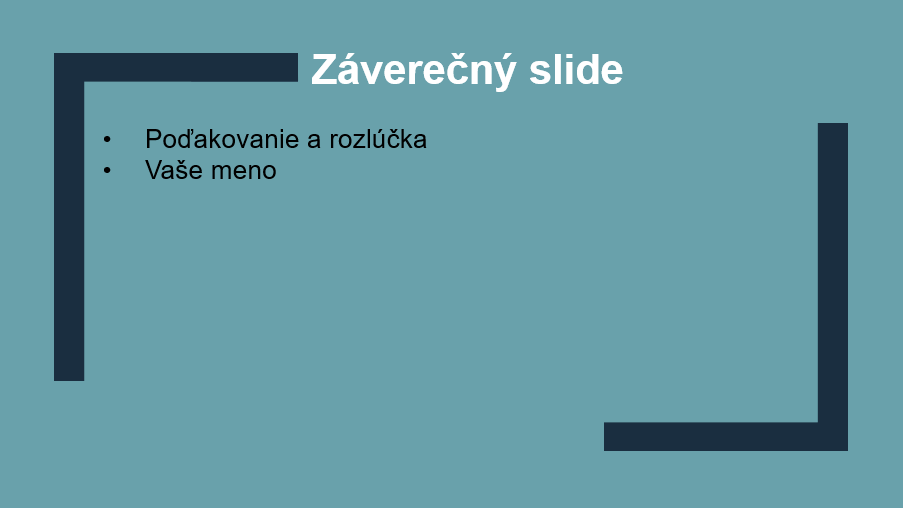 Záverečný slide
• Poďakovanie a rozlúčka
• Vaše meno